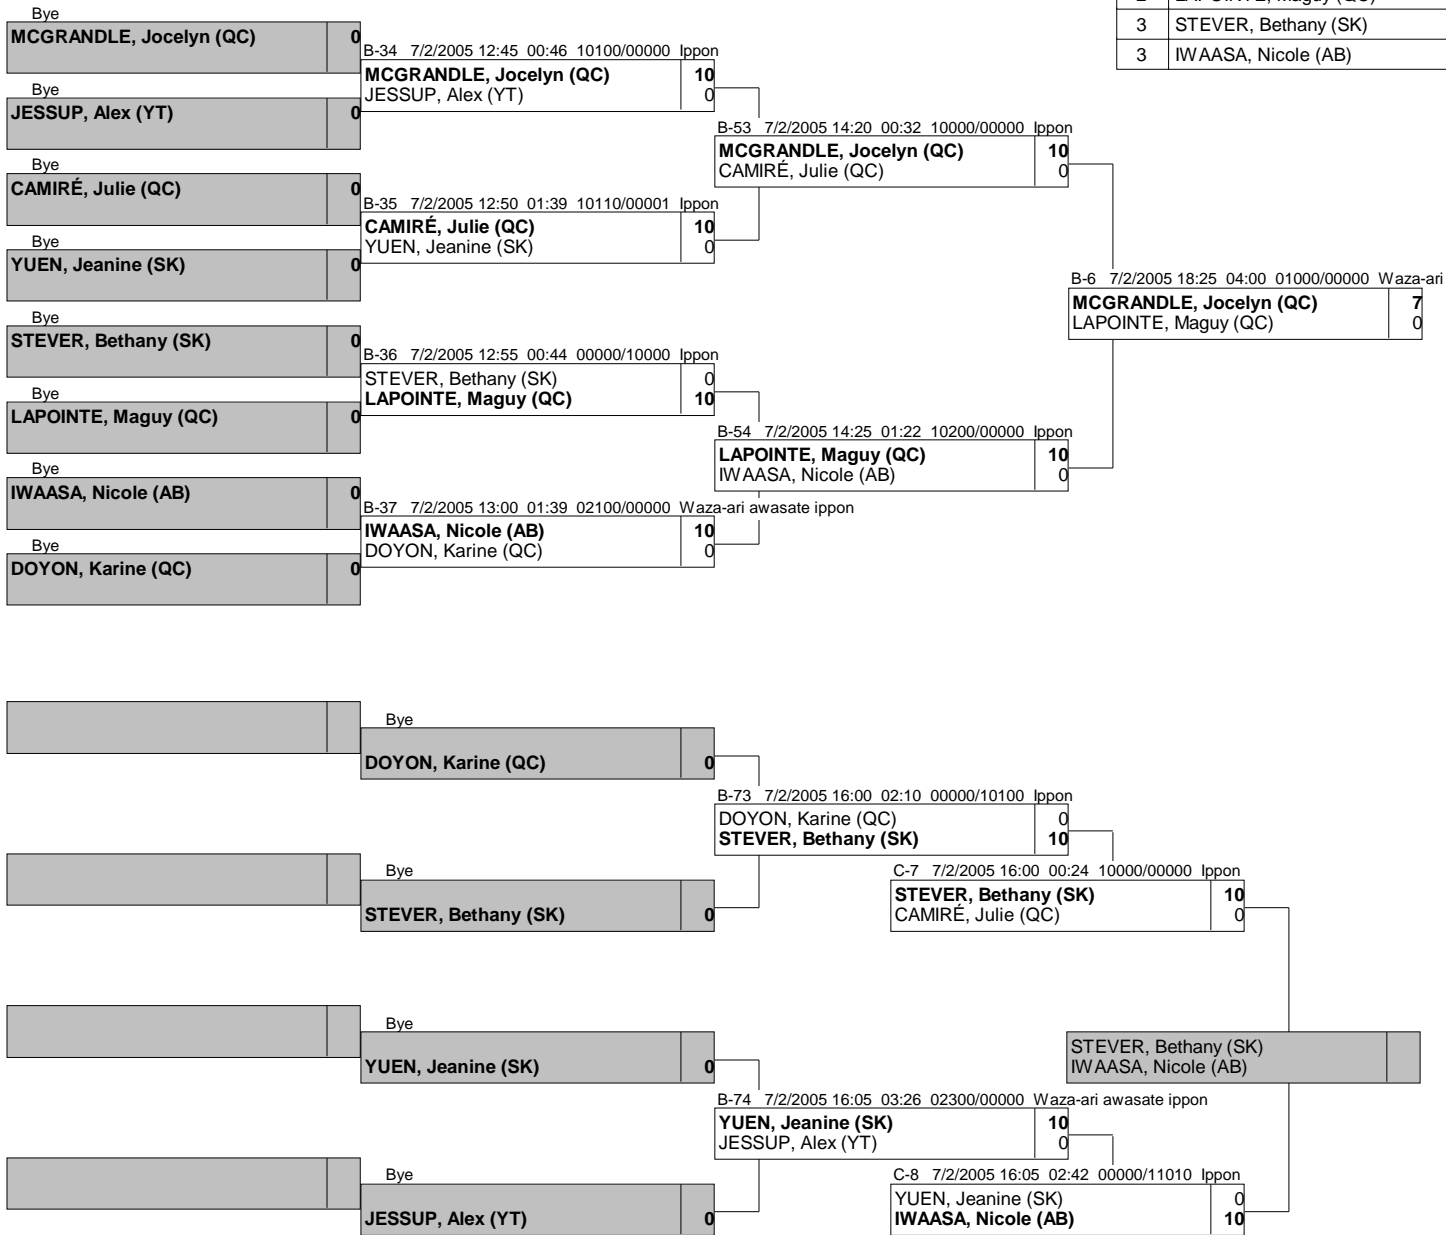 2 LAPOINTE, Maguy (QC)
3 STEVER, Bethany (SK)
3 IWAASA, Nicole (AB)
Bye
MCGRANDLE, Jocelyn (QC) 0
Bye
JESSUP, Alex (YT) 0
Bye
CAMIRÉ, Julie (QC) 0
Bye
YUEN, Jeanine (SK) 0
Bye
STEVER, Bethany (SK) 0
Bye
LAPOINTE, Maguy (QC) 0
Bye
IWAASA, Nicole (AB) 0
Bye
DOYON, Karine (QC) 0
B-34 7/2/2005 12:45 00:46 10100/00000 Ippon
MCGRANDLE, Jocelyn (QC) 10
JESSUP, Alex (YT) 0
B-35 7/2/2005 12:50 01:39 10110/00001 Ippon
CAMIRÉ, Julie (QC) 10
YUEN, Jeanine (SK) 0
B-36 7/2/2005 12:55 00:44 00000/10000 Ippon
STEVER, Bethany (SK) 0
LAPOINTE, Maguy (QC) 10
B-37 7/2/2005 13:00 01:39 02100/00000 Waza-ari awasate ippon
IWAASA, Nicole (AB) 10
DOYON, Karine (QC) 0
B-53 7/2/2005 14:20 00:32 10000/00000 Ippon
MCGRANDLE, Jocelyn (QC) 10
CAMIRÉ, Julie (QC) 0
B-54 7/2/2005 14:25 01:22 10200/00000 Ippon
LAPOINTE, Maguy (QC) 10
IWAASA, Nicole (AB) 0
B-6 7/2/2005 18:25 04:00 01000/00000 Waza-ari
MCGRANDLE, Jocelyn (QC) 7
LAPOINTE, Maguy (QC) 0
Bye
DOYON, Karine (QC) 0
Bye
STEVER, Bethany (SK) 0
Bye
YUEN, Jeanine (SK) 0
Bye
JESSUP, Alex (YT) 0
B-73 7/2/2005 16:00 02:10 00000/10100 Ippon
DOYON, Karine (QC) 0
STEVER, Bethany (SK) 10
C-7 7/2/2005 16:00 00:24 10000/00000 Ippon
STEVER, Bethany (SK) 10
CAMIRÉ, Julie (QC) 0
B-74 7/2/2005 16:05 03:26 02300/00000 Waza-ari awasate ippon
YUEN, Jeanine (SK) 10
JESSUP, Alex (YT) 0
C-8 7/2/2005 16:05 02:42 00000/11010 Ippon
YUEN, Jeanine (SK) 0
IWAASA, Nicole (AB) 10
STEVER, Bethany (SK)
IWAASA, Nicole (AB)